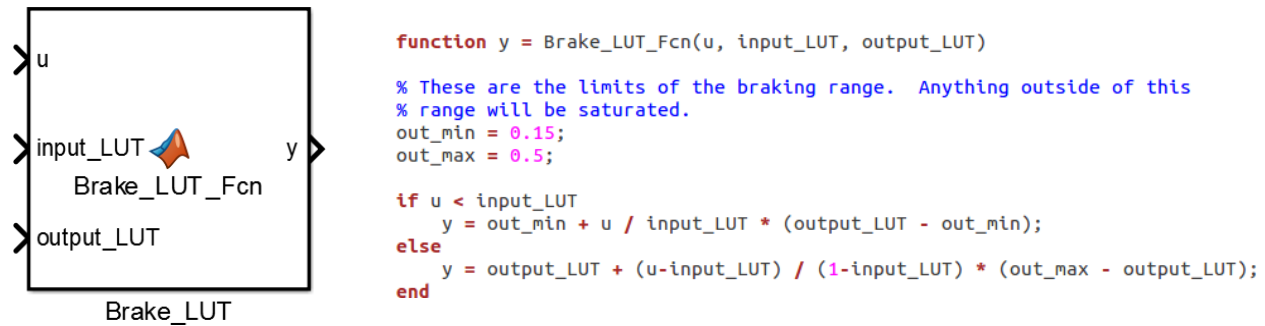 u
input_LUT
y
Brake_LUT_Fcn
output_LUT
Brake_LUT
function y = Brake_LUT_Fcn(u, input_LUT, output_LUT)
% These are the limits of the braking range.  Anything outside of this
% range will be saturated.
out_min = 0.15;
out_max = 0.5;
if u < input_LUT
    y = out_min + u / input_LUT * (output_LUT - out_min);
else
    y = output_LUT + (u-input_LUT) / (1-input_LUT) * (out_max - output_LUT);
end